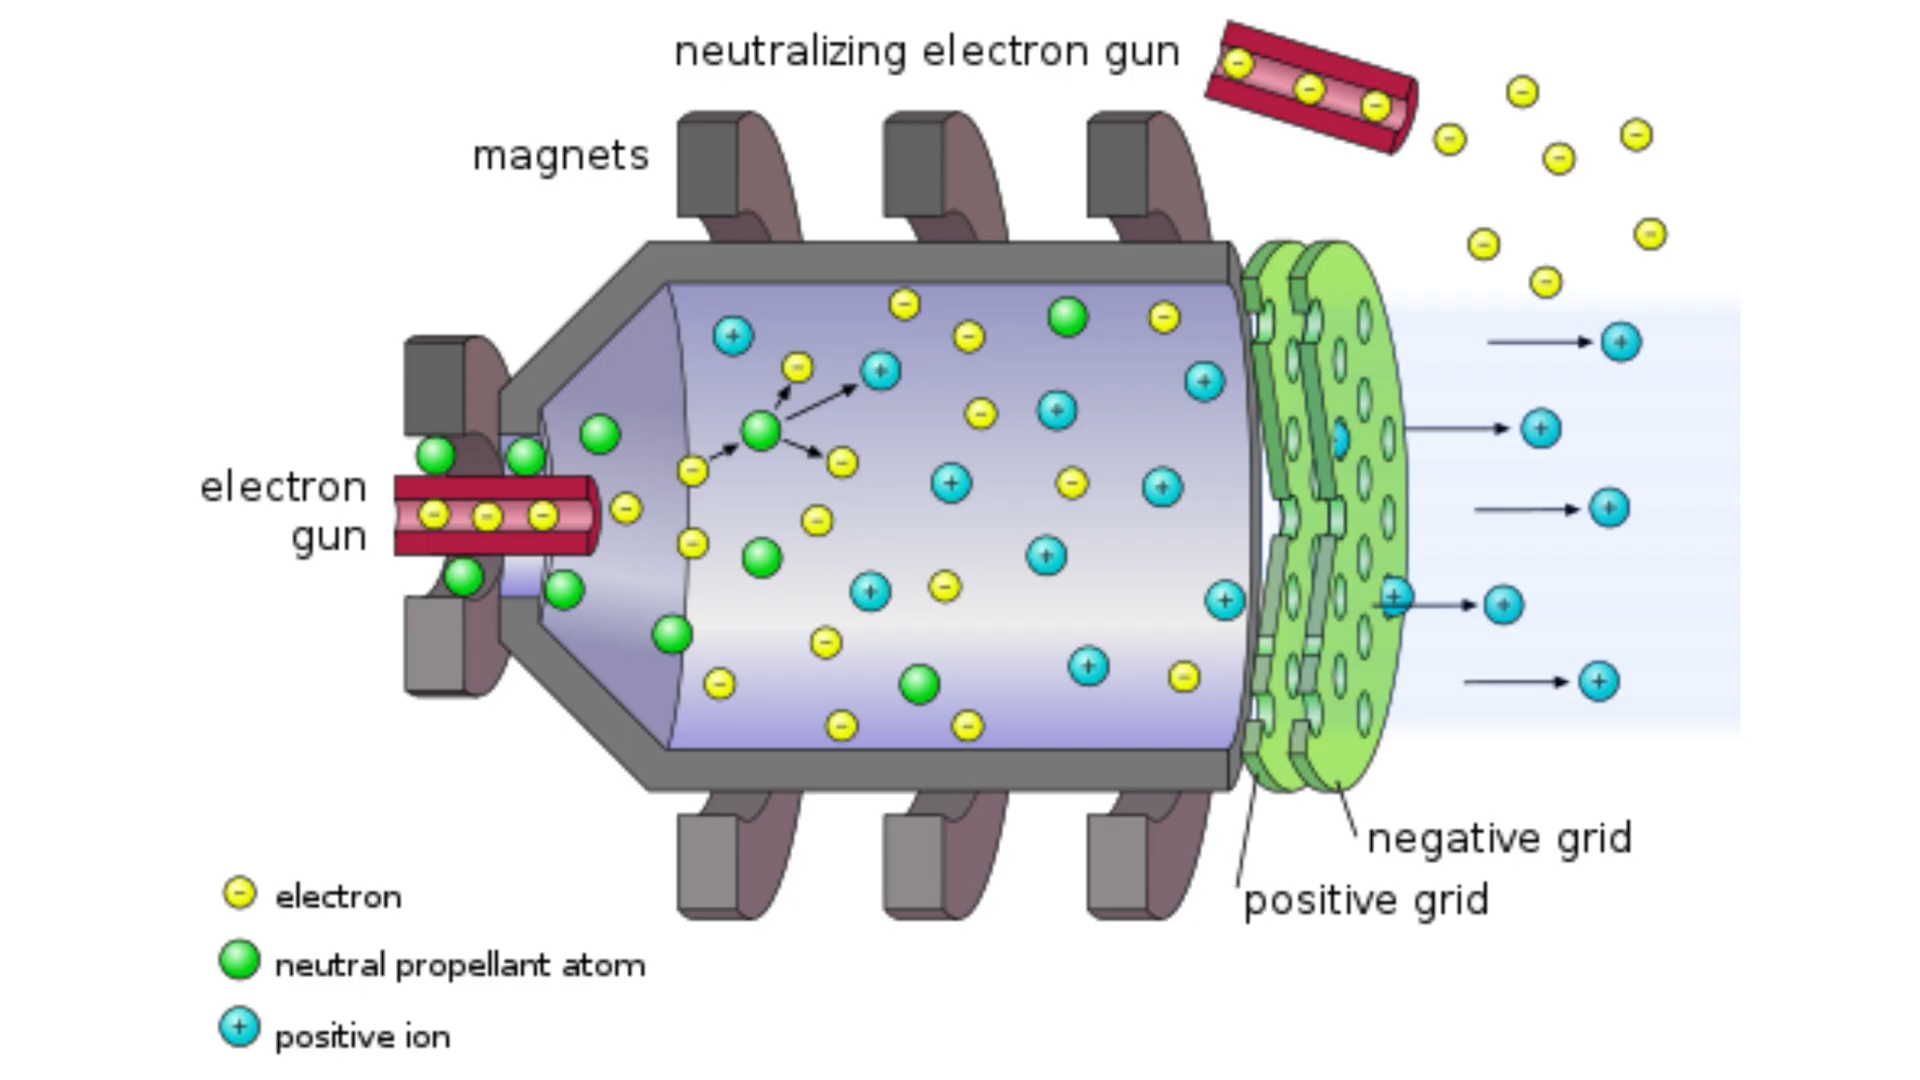 neutralizing electron gun
magnets
electron
gun
negative grid
positive grid
electron
neutral propellant atom
positive ion